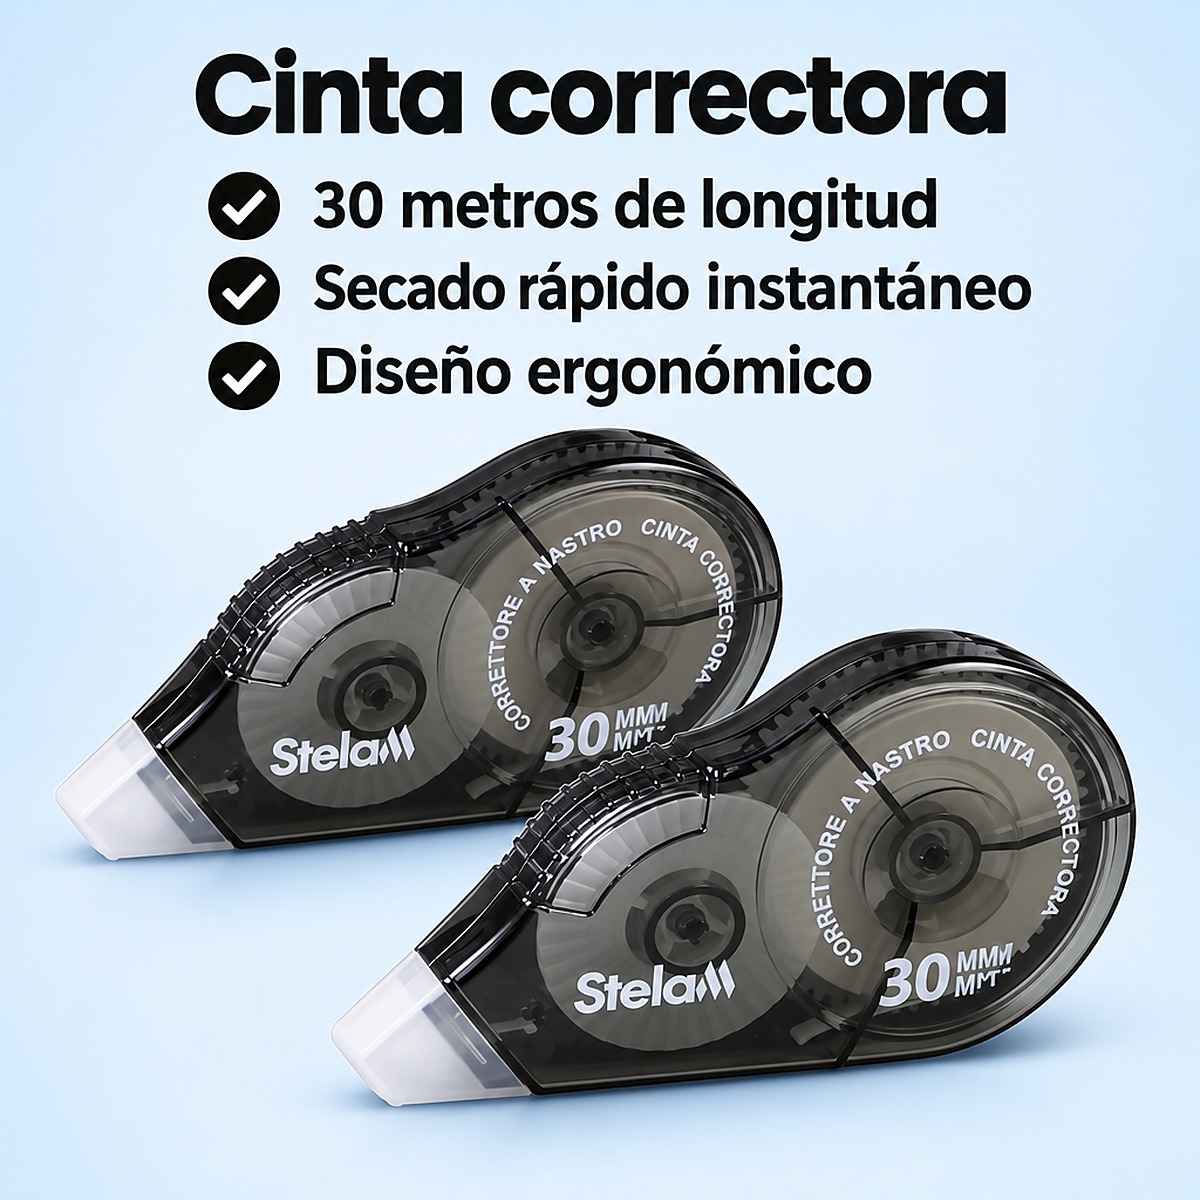 Cinta correctora
30 metros de longitud
Secado rápido instantáneo
Diseño ergonómico
CORRETTORE A NASTRO CINTA CORRECTORA
Stela
30
CORRETTORE A NASTRO CINTA CORRECTORA
Stela
30